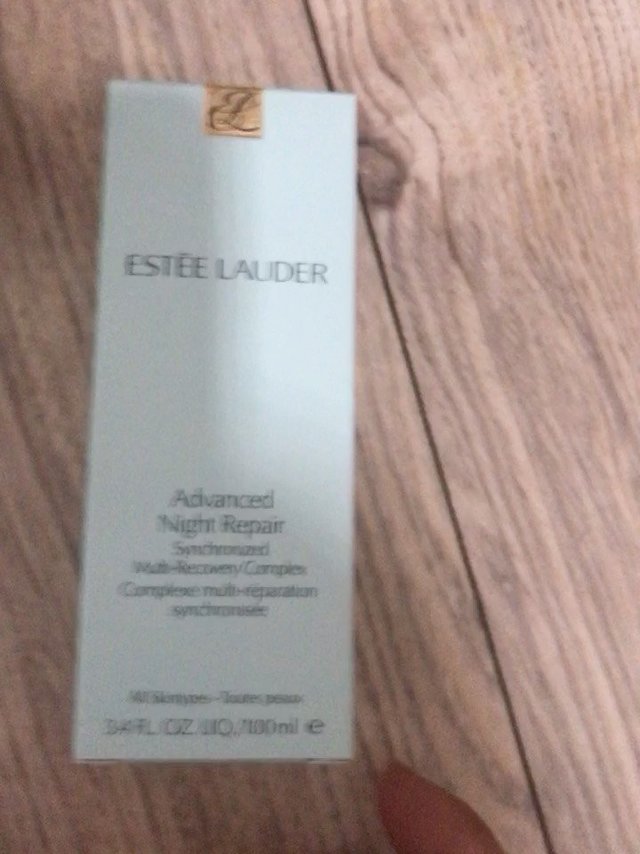 ESTĒE LAUDER
Advanced
Night Repair
Synchronized
Multi-Recovery Complex
Complexe multi-réparation
synchronisée
All Skintypes - Toutes peaux
3.4 FL. OZ. LIQ./100 ml e